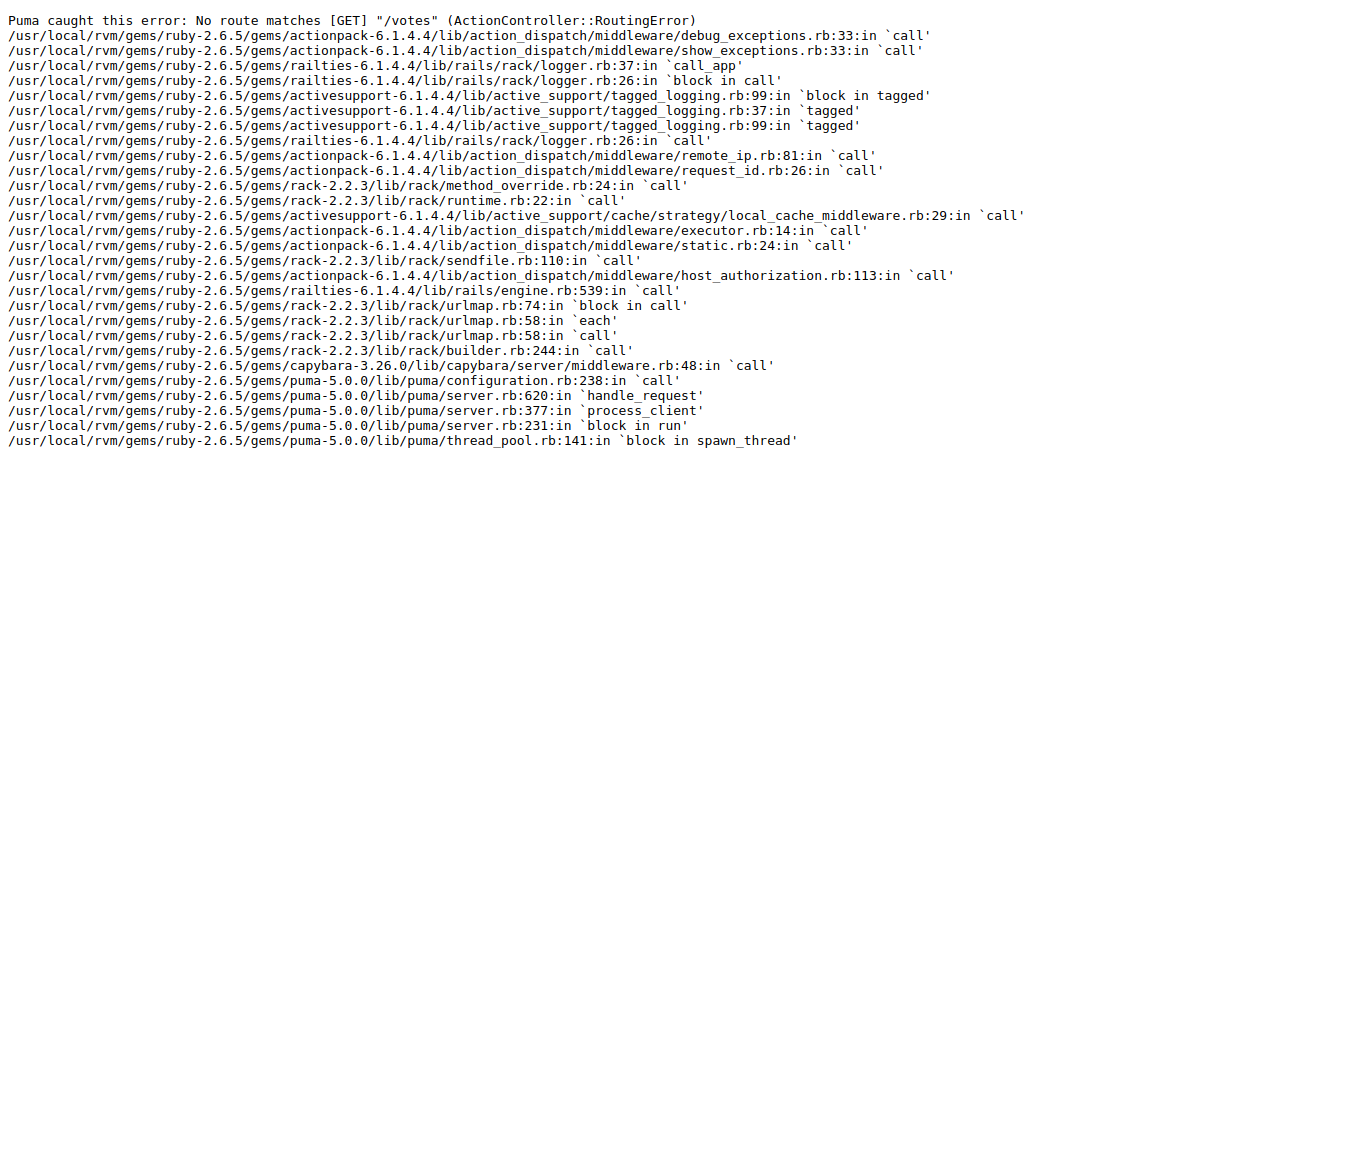 Puma caught this error: No route matches [GET] "/votes" (ActionController::RoutingError)
/usr/local/rvm/gems/ruby-2.6.5/gems/actionpack-6.1.4.4/lib/action_dispatch/middleware/debug_exceptions.rb:33:in `call'
/usr/local/rvm/gems/ruby-2.6.5/gems/actionpack-6.1.4.4/lib/action_dispatch/middleware/show_exceptions.rb:33:in `call'
/usr/local/rvm/gems/ruby-2.6.5/gems/railties-6.1.4.4/lib/rails/rack/logger.rb:37:in `call_app'
/usr/local/rvm/gems/ruby-2.6.5/gems/railties-6.1.4.4/lib/rails/rack/logger.rb:26:in `block in call'
/usr/local/rvm/gems/ruby-2.6.5/gems/activesupport-6.1.4.4/lib/active_support/tagged_logging.rb:99:in `block in tagged'
/usr/local/rvm/gems/ruby-2.6.5/gems/activesupport-6.1.4.4/lib/active_support/tagged_logging.rb:37:in `tagged'
/usr/local/rvm/gems/ruby-2.6.5/gems/activesupport-6.1.4.4/lib/active_support/tagged_logging.rb:99:in `tagged'
/usr/local/rvm/gems/ruby-2.6.5/gems/railties-6.1.4.4/lib/rails/rack/logger.rb:26:in `call'
/usr/local/rvm/gems/ruby-2.6.5/gems/actionpack-6.1.4.4/lib/action_dispatch/middleware/remote_ip.rb:81:in `call'
/usr/local/rvm/gems/ruby-2.6.5/gems/actionpack-6.1.4.4/lib/action_dispatch/middleware/request_id.rb:26:in `call'
/usr/local/rvm/gems/ruby-2.6.5/gems/rack-2.2.3/lib/rack/method_override.rb:24:in `call'
/usr/local/rvm/gems/ruby-2.6.5/gems/rack-2.2.3/lib/rack/runtime.rb:22:in `call'
/usr/local/rvm/gems/ruby-2.6.5/gems/activesupport-6.1.4.4/lib/active_support/cache/strategy/local_cache_middleware.rb:29:in `call'
/usr/local/rvm/gems/ruby-2.6.5/gems/actionpack-6.1.4.4/lib/action_dispatch/middleware/executor.rb:14:in `call'
/usr/local/rvm/gems/ruby-2.6.5/gems/actionpack-6.1.4.4/lib/action_dispatch/middleware/static.rb:24:in `call'
/usr/local/rvm/gems/ruby-2.6.5/gems/rack-2.2.3/lib/rack/sendfile.rb:110:in `call'
/usr/local/rvm/gems/ruby-2.6.5/gems/actionpack-6.1.4.4/lib/action_dispatch/middleware/host_authorization.rb:113:in `call'
/usr/local/rvm/gems/ruby-2.6.5/gems/railties-6.1.4.4/lib/rails/engine.rb:539:in `call'
/usr/local/rvm/gems/ruby-2.6.5/gems/rack-2.2.3/lib/rack/urlmap.rb:74:in `block in call'
/usr/local/rvm/gems/ruby-2.6.5/gems/rack-2.2.3/lib/rack/urlmap.rb:58:in `each'
/usr/local/rvm/gems/ruby-2.6.5/gems/rack-2.2.3/lib/rack/urlmap.rb:58:in `call'
/usr/local/rvm/gems/ruby-2.6.5/gems/rack-2.2.3/lib/rack/builder.rb:244:in `call'
/usr/local/rvm/gems/ruby-2.6.5/gems/capybara-3.26.0/lib/capybara/server/middleware.rb:48:in `call'
/usr/local/rvm/gems/ruby-2.6.5/gems/puma-5.0.0/lib/puma/configuration.rb:238:in `call'
/usr/local/rvm/gems/ruby-2.6.5/gems/puma-5.0.0/lib/puma/server.rb:620:in `handle_request'
/usr/local/rvm/gems/ruby-2.6.5/gems/puma-5.0.0/lib/puma/server.rb:377:in `process_client'
/usr/local/rvm/gems/ruby-2.6.5/gems/puma-5.0.0/lib/puma/server.rb:231:in `block in run'
/usr/local/rvm/gems/ruby-2.6.5/gems/puma-5.0.0/lib/puma/thread_pool.rb:141:in `block in spawn_thread'